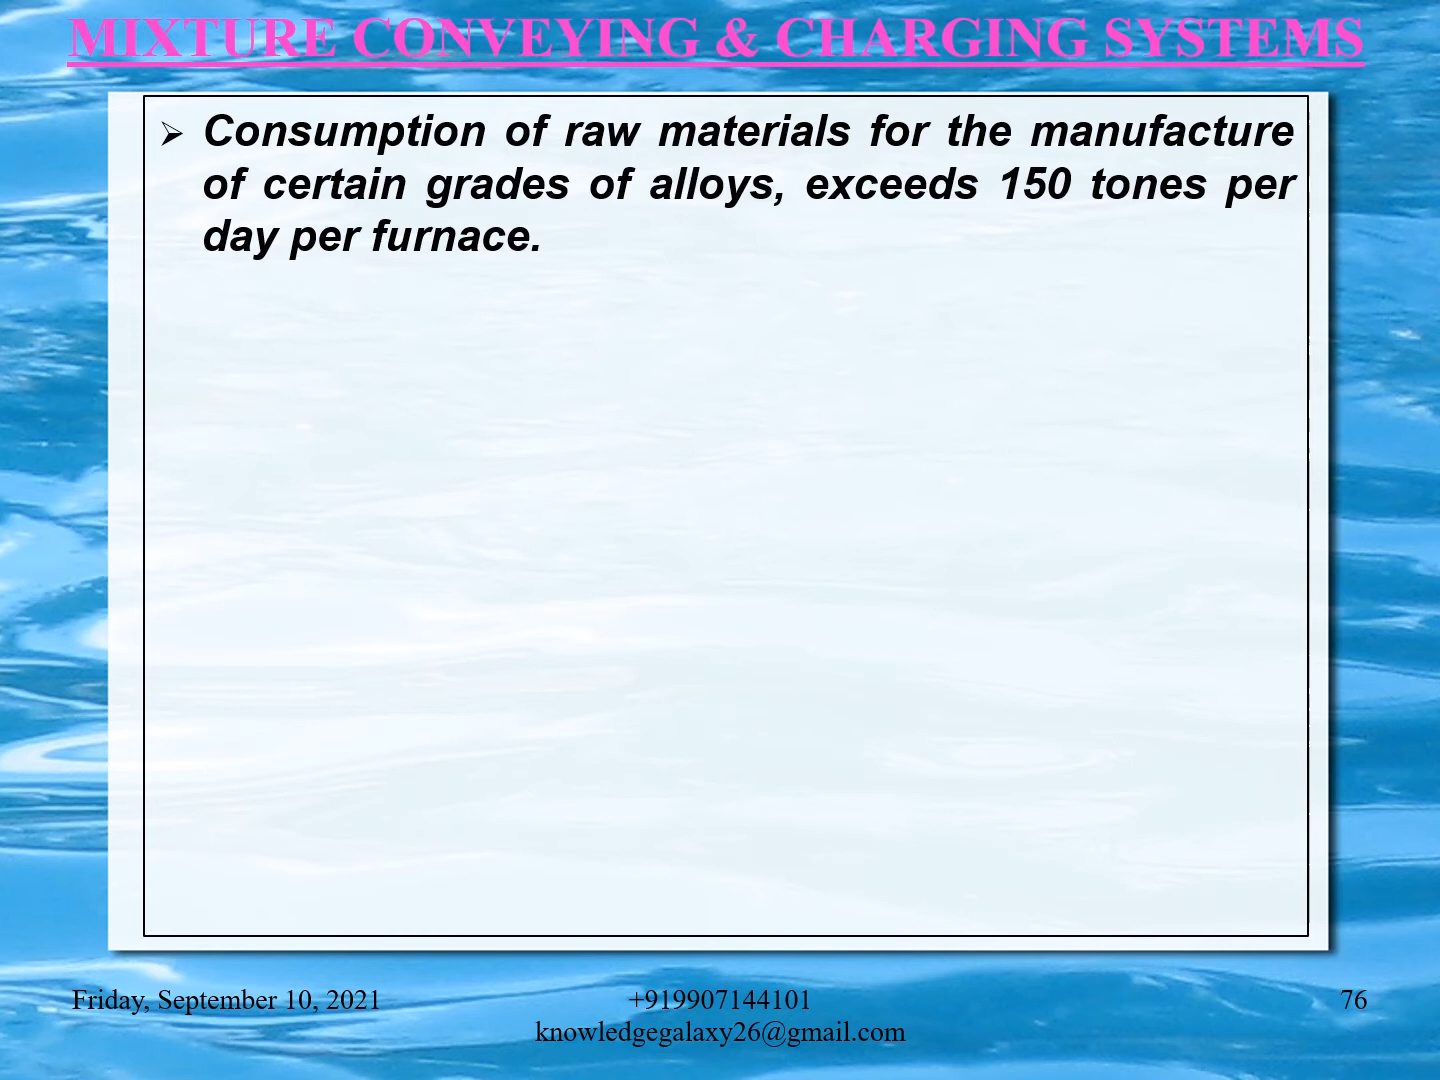 MIXTURE CONVEYING & CHARGING SYSTEMS
Consumption of raw materials for the manufacture
of certain grades of alloys, exceeds 150 tones per
day per furnace.
Friday, September 10, 2021
+919907144101
knowledgegalaxy26@gmail.com
76